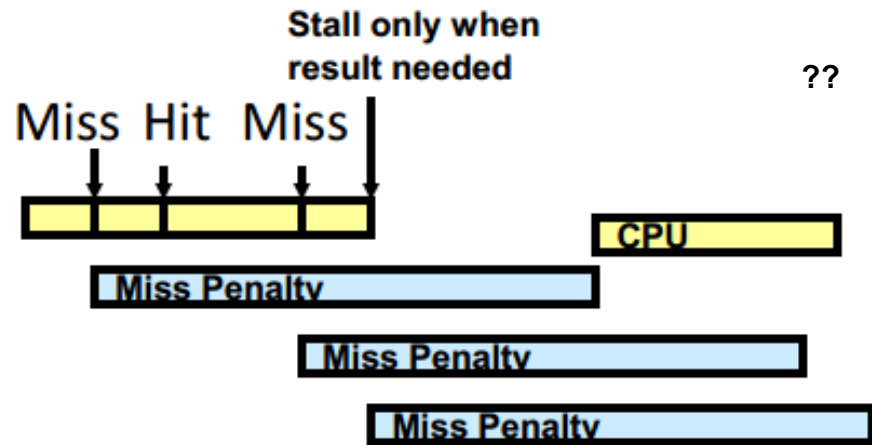 Stall only when
result needed
??
Miss Hit Miss
CPU
Miss Penalty
Miss Penalty
Miss Penalty